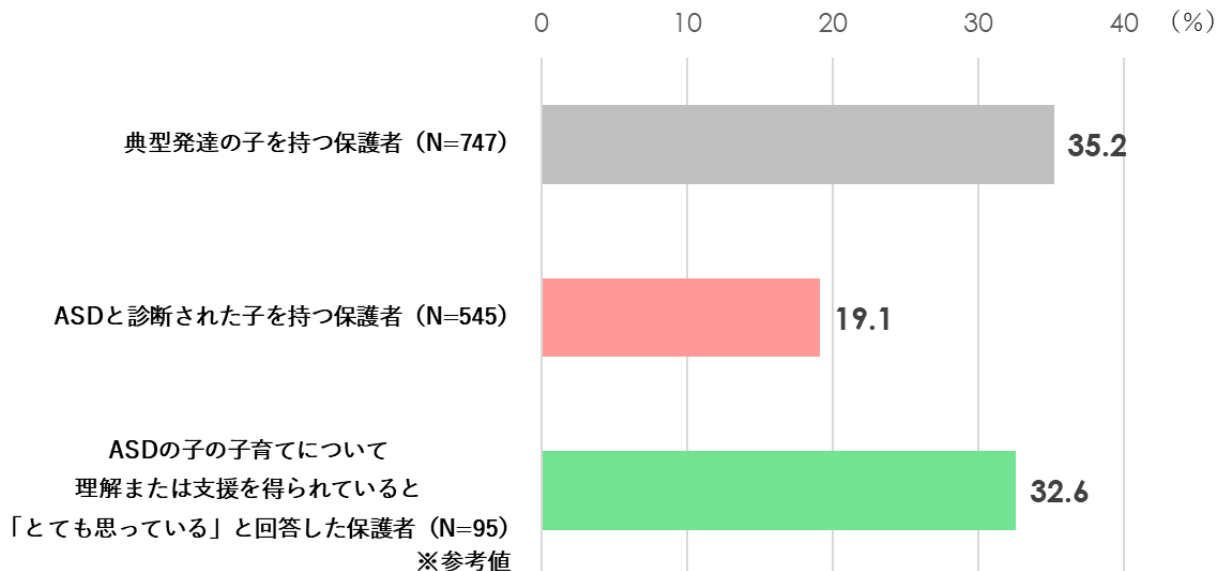 0 10 20 30 40 （%）
典型発達の子を持つ保護者（N=747）
35.2
ASDと診断された子を持つ保護者（N=545）
19.1
ASDの子の子育てについて
理解または支援を得られていると
「とても思っている」と回答した保護者（N=95）
※参考値
32.6